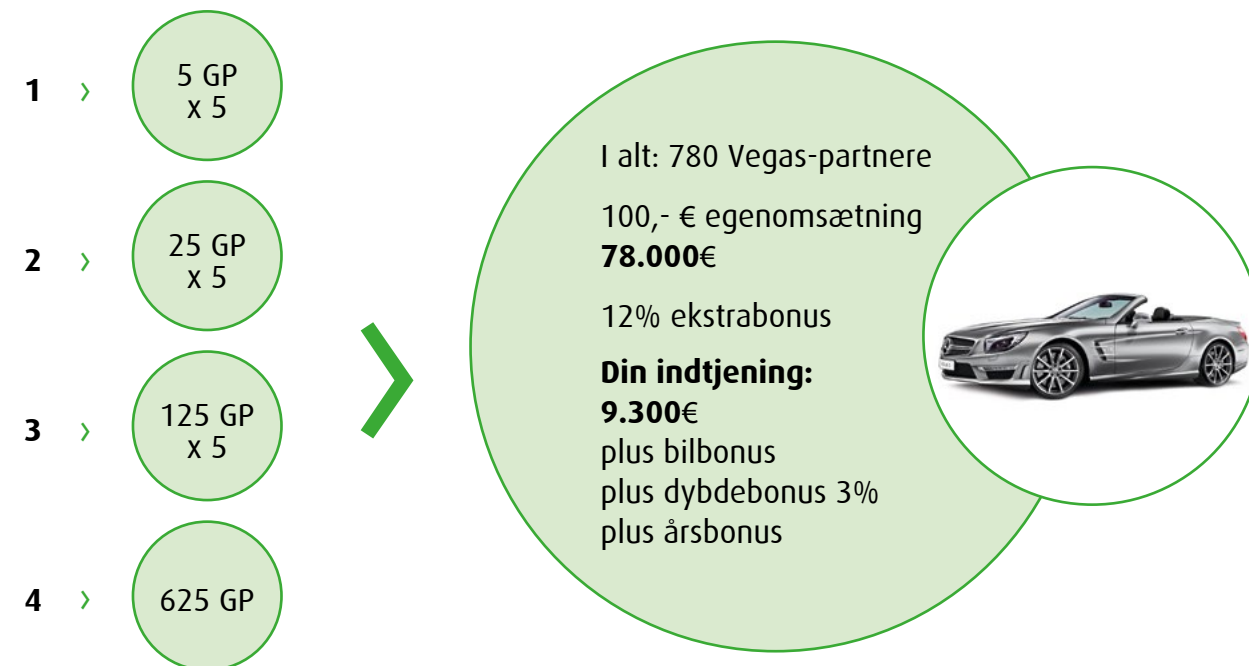 1 › 5 GP
x 5
2 › 25 GP
x 5
3 › 125 GP
x 5
4 › 625 GP
I alt: 780 Vegas-partnere
100,- € egenomsætning
78.000€
12% ekstrabonus
Din indtjening:
9.300€
plus bilbonus
plus dybdebonus 3%
plus årsbonus